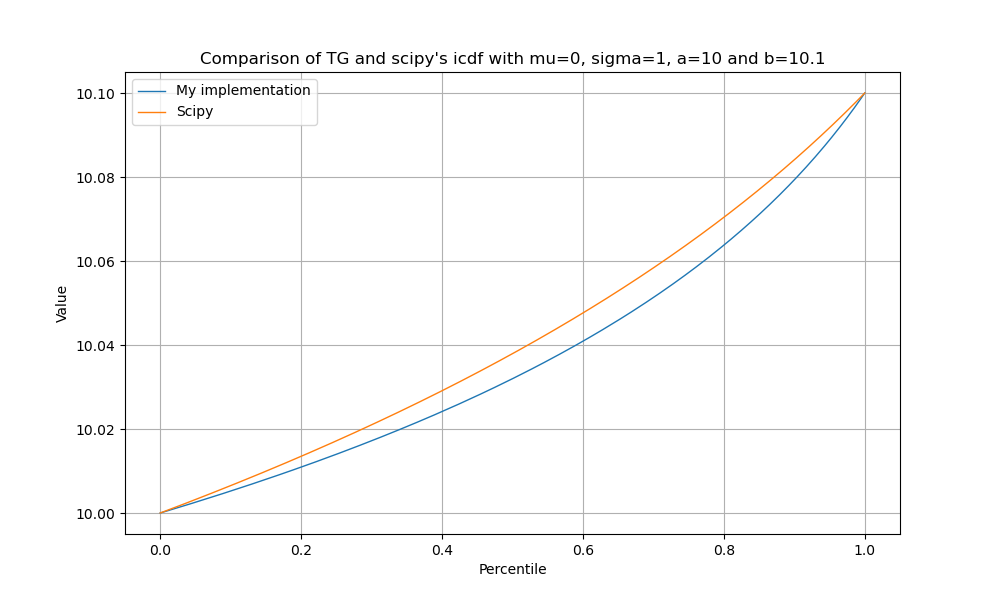 Comparison of TG and scipy's icdf with mu=0, sigma=1, a=10 and b=10.1
My implementation
Scipy
10.10
10.08
10.06
10.04
10.02
10.00
Value
0.0
0.2
0.4
0.6
0.8
1.0
Percentile